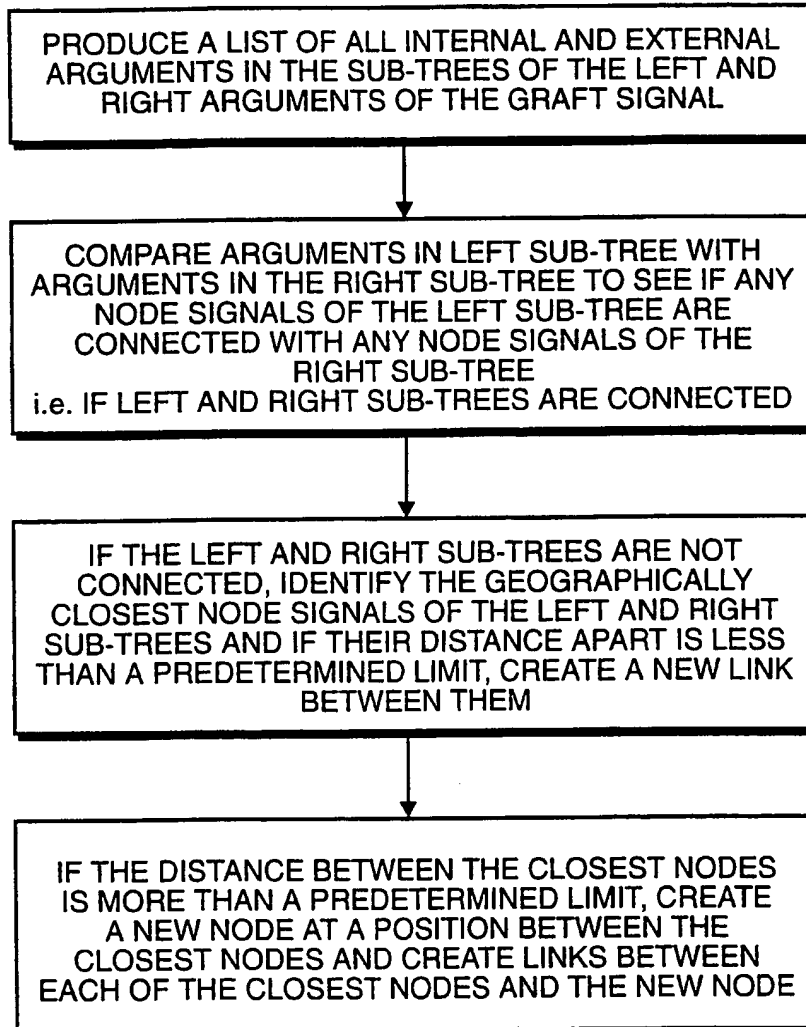 PRODUCE A LIST OF ALL INTERNAL AND EXTERNAL
ARGUMENTS IN THE SUB-TREES OF THE LEFT AND
RIGHT ARGUMENTS OF THE GRAFT SIGNAL
COMPARE ARGUMENTS IN LEFT SUB-TREE WITH
ARGUMENTS IN THE RIGHT SUB-TREE TO SEE IF ANY
NODE SIGNALS OF THE LEFT SUB-TREE ARE
CONNECTED WITH ANY NODE SIGNALS OF THE
RIGHT SUB-TREE
i.e. IF LEFT AND RIGHT SUB-TREES ARE CONNECTED
IF THE LEFT AND RIGHT SUB-TREES ARE NOT
CONNECTED, IDENTIFY THE GEOGRAPHICALLY
CLOSEST NODE SIGNALS OF THE LEFT AND RIGHT
SUB-TREES AND IF THEIR DISTANCE APART IS LESS
THAN A PREDETERMINED LIMIT, CREATE A NEW LINK
BETWEEN THEM
IF THE DISTANCE BETWEEN THE CLOSEST NODES
IS MORE THAN A PREDETERMINED LIMIT, CREATE
A NEW NODE AT A POSITION BETWEEN THE
CLOSEST NODES AND CREATE LINKS BETWEEN
EACH OF THE CLOSEST NODES AND THE NEW NODE